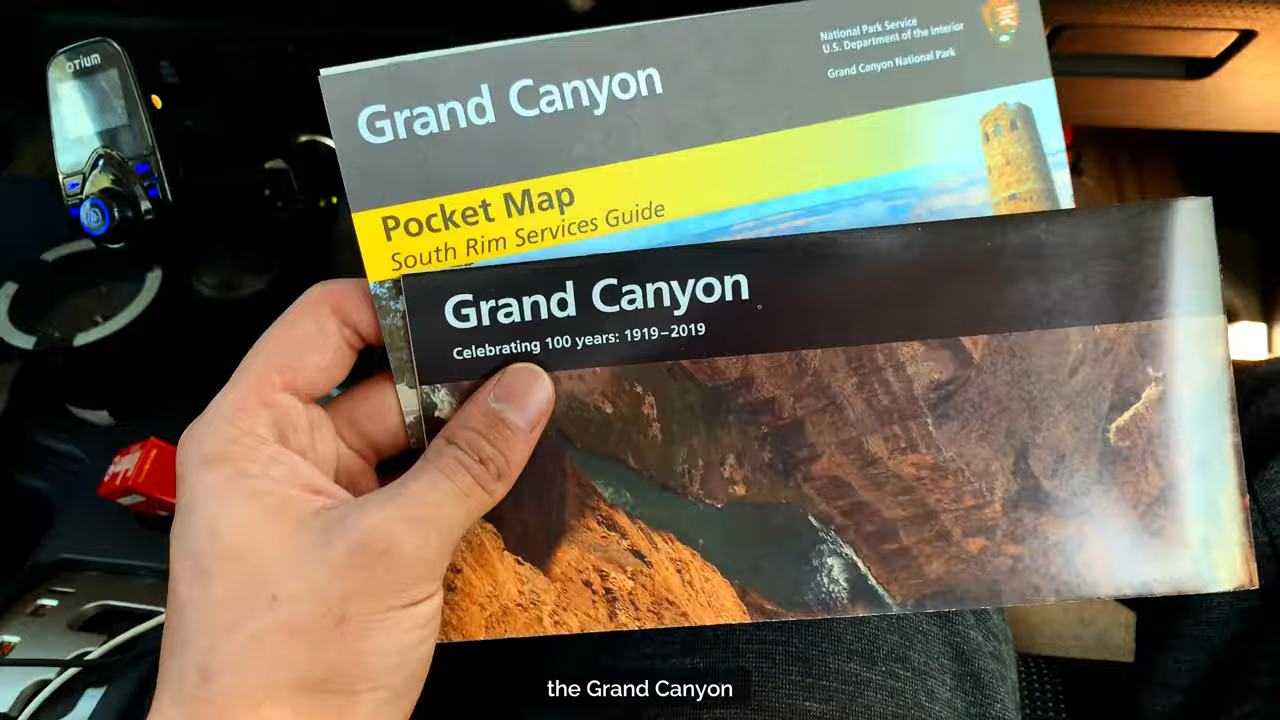 OTIUM
National Park Service
U.S. Department of the Interior
Grand Canyon National Park
Grand Canyon
Pocket Map
South Rim Services Guide
Grand Canyon
Celebrating 100 years: 1919–2019
the Grand Canyon